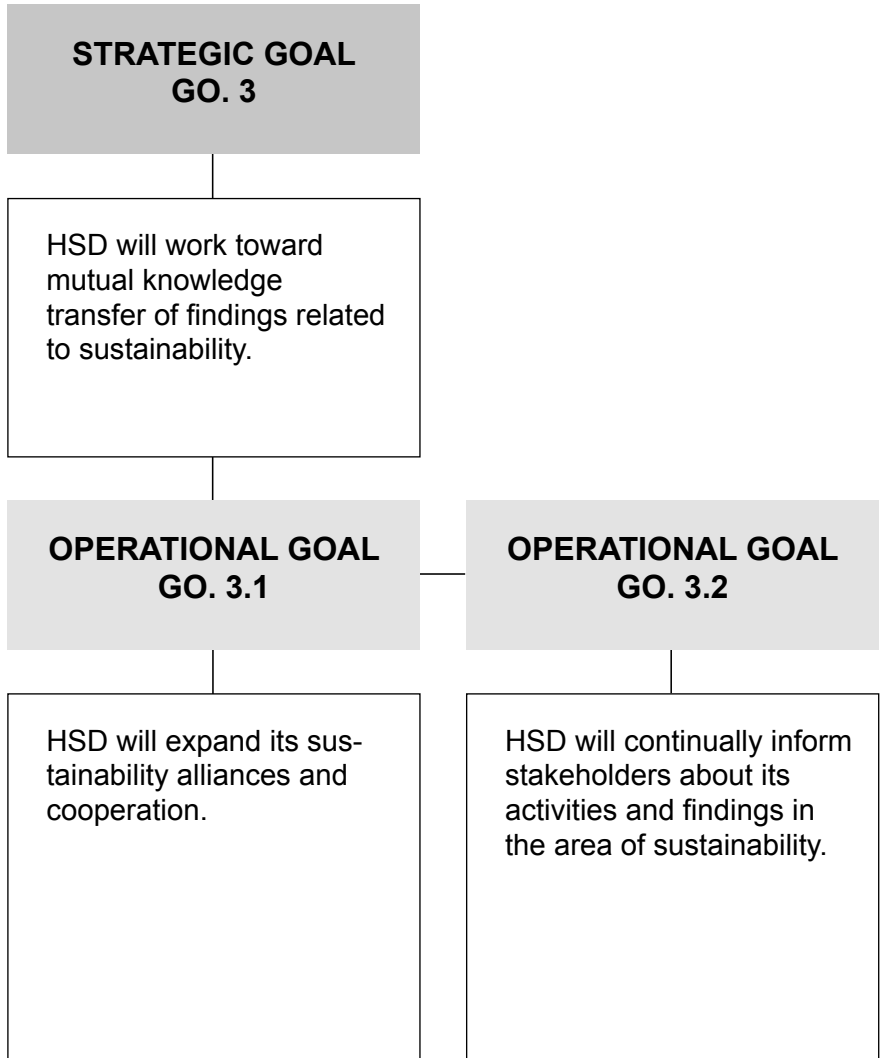 STRATEGIC GOAL
GO. 3
HSD will work toward
mutual knowledge
transfer of findings related
to sustainability.
OPERATIONAL GOAL
GO. 3.1
HSD will expand its sus-
tainability alliances and
cooperation.
OPERATIONAL GOAL
GO. 3.2
HSD will continually inform
stakeholders about its
activities and findings in
the area of sustainability.